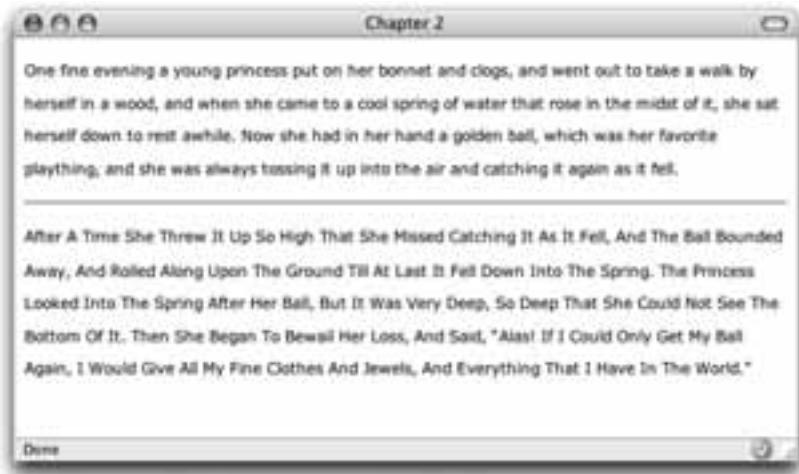 Chapter 2
One fine evening a young princess put on her bonnet and clogs, and went out to take a walk by
herself in a wood, and when she came to a cool spring of water that rose in the midst of it, she sat
herself down to rest awhile. Now she had in her hand a golden ball, which was her favorite
plaything, and she was always tossing it up into the air and catching it again as it fell.
After A Time She Threw It Up So High That She Missed Catching It As It Fell, And The Ball Bounded
Away, And Rolled Along Upon The Ground Till At Last It Fell Down Into The Spring. The Princess
Looked Into The Spring After Her Ball, But It Was Very Deep, So Deep That She Could Not See The
Bottom Of It. Then She Began To Bewail Her Loss, And Said, "Alas! If I Could Only Get My Ball
Again, I Would Give All My Fine Clothes And Jewels, And Everything That I Have In The World."
Done